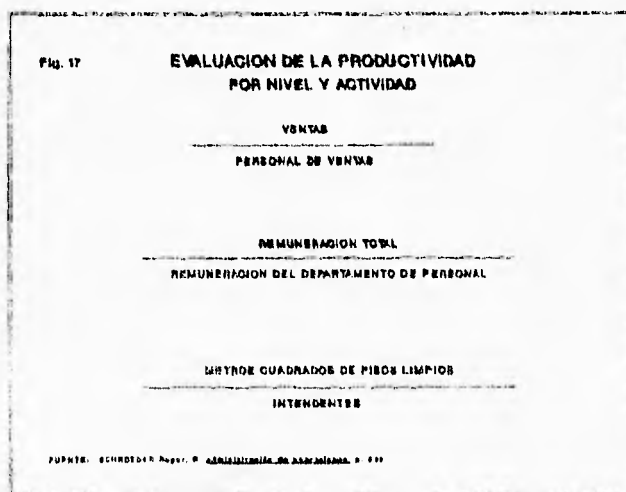 Fig. 17
EVALUACION DE LA PRODUCTIVIDAD
POR NIVEL Y ACTIVIDAD
VENTAS
PERSONAL DE VENTAS
REMUNERACION TOTAL
REMUNERACION DEL DEPARTAMENTO DE PERSONAL
METROS CUADRADOS DE PISOS LIMPIOS
INTENDENTES
FUENTE: SCHROEDER Roger. Administración de operaciones. p.